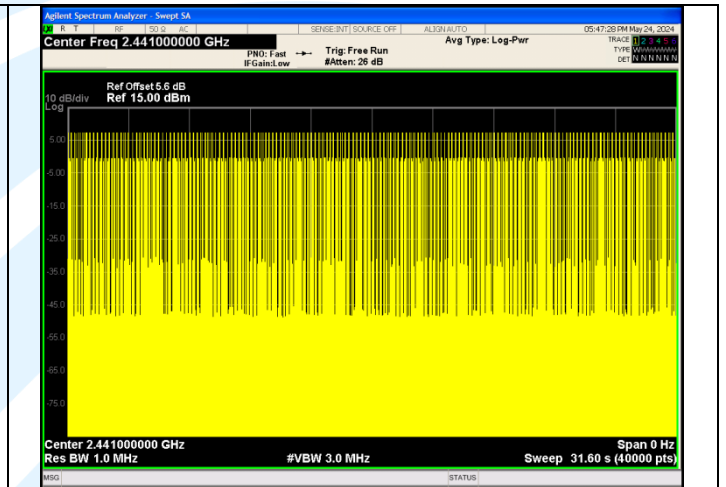 Agilent Spectrum Analyzer - Swept SA
R T RF 50 Ω AC SENSE:INT SOURCE OFF ALIGN AUTO 05:47:28 PM May 24, 2024
Center Freq 2.441000000 GHz
PNO: Fast
IFGain:Low
Trig: Free Run
#Atten: 26 dB
Avg Type: Log-Pwr
TRACE 1 2 3 4 5 6
TYPE
DET N N N N N N
Ref Offset 5.6 dB
10 dB/div Ref 15.00 dBm
Log
5.00
-5.00
-15.0
-25.0
-35.0
-45.0
-55.0
-65.0
-75.0
Center 2.441000000 GHz Span 0 Hz
Res BW 1.0 MHz #VBW 3.0 MHz Sweep 31.60 s (40000 pts)
MSG STATUS